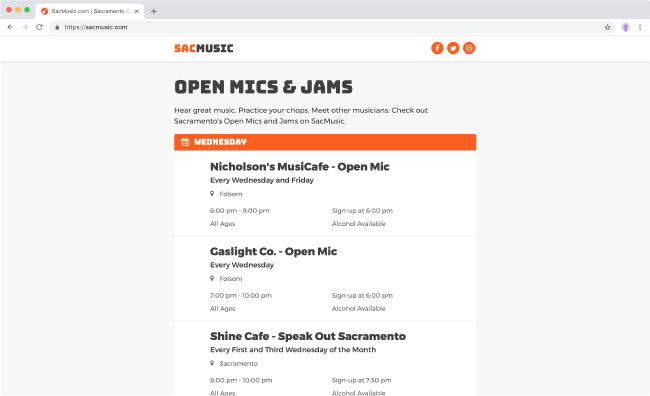 SacMusic.com | Sacramento O
https://sacmusic.com
SACMUSIC
OPEN MICS & JAMS
Hear great music. Practice your chops. Meet other musicians. Check out
Sacramento's Open Mics and Jams on SacMusic.
WEDNESDAY
Nicholson's MusiCafe - Open Mic
Every Wednesday and Friday
Folsom
6:00 pm - 9:00 pm Sign-up at 6:00 pm
All Ages Alcohol Available
Gaslight Co. - Open Mic
Every Wednesday
Folsom
7:00 pm - 10:00 pm Sign-up at 6:00 pm
All Ages Alcohol Available
Shine Cafe - Speak Out Sacramento
Every First and Third Wednesday of the Month
Sacramento
8:00 pm - 10:00 pm Sign-up at 7:30 pm
All Ages Alcohol Available